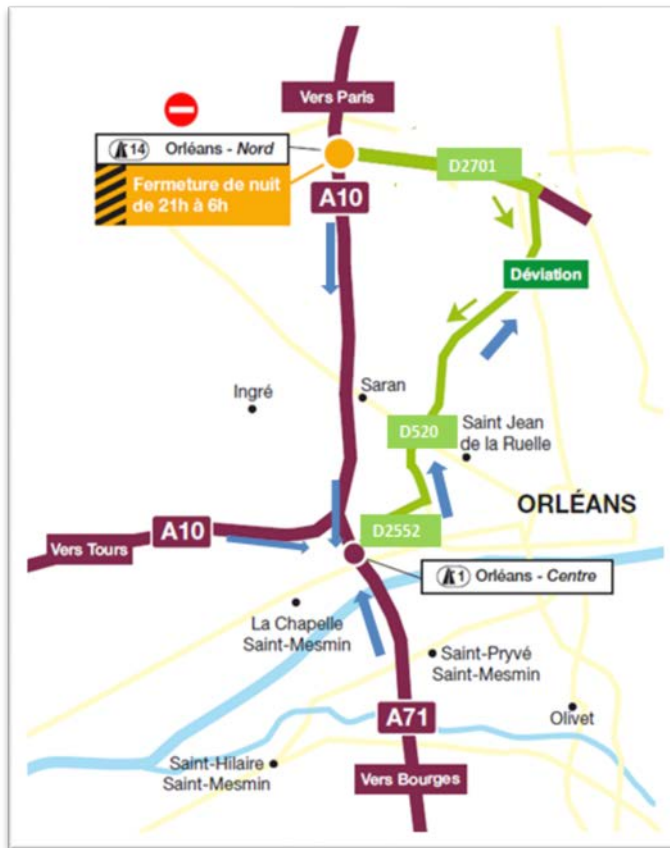 Vers Paris
14 Orléans - Nord
Fermeture de nuit
de 21h à 6h
D2701
A10
Déviation
Ingré
Saran
D520
Saint Jean
de la Ruelle
ORLÉANS
A10
Vers Tours
D2552
1 Orléans - Centre
La Chapelle
Saint-Mesmin
Saint-Pryvé
Saint-Mesmin
A71
Olivet
Saint-Hilaire
Saint-Mesmin
Vers Bourges